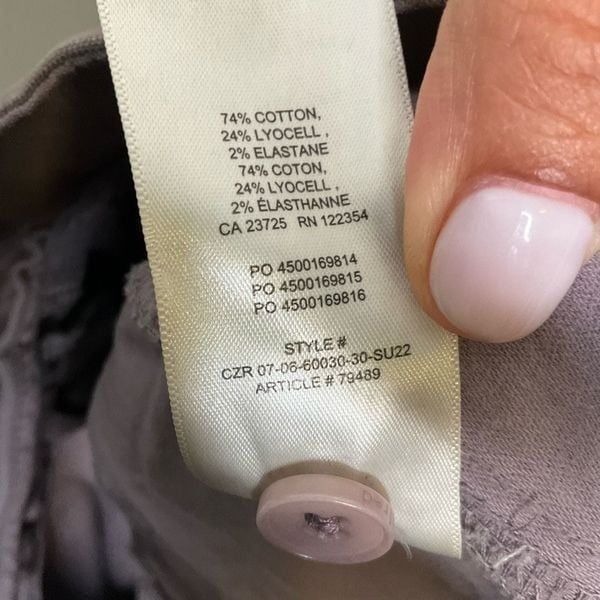 74% COTTON,
24% LYOCELL ,
2% ELASTANE
74% COTON,
24% LYOCELL ,
2% ÉLASTHANNE
CA 23725 RN 122354
PO 4500169814
PO 4500169815
PO 4500169816
STYLE #
CZR 07-06-60030-30-SU22
ARTICLE # 79489